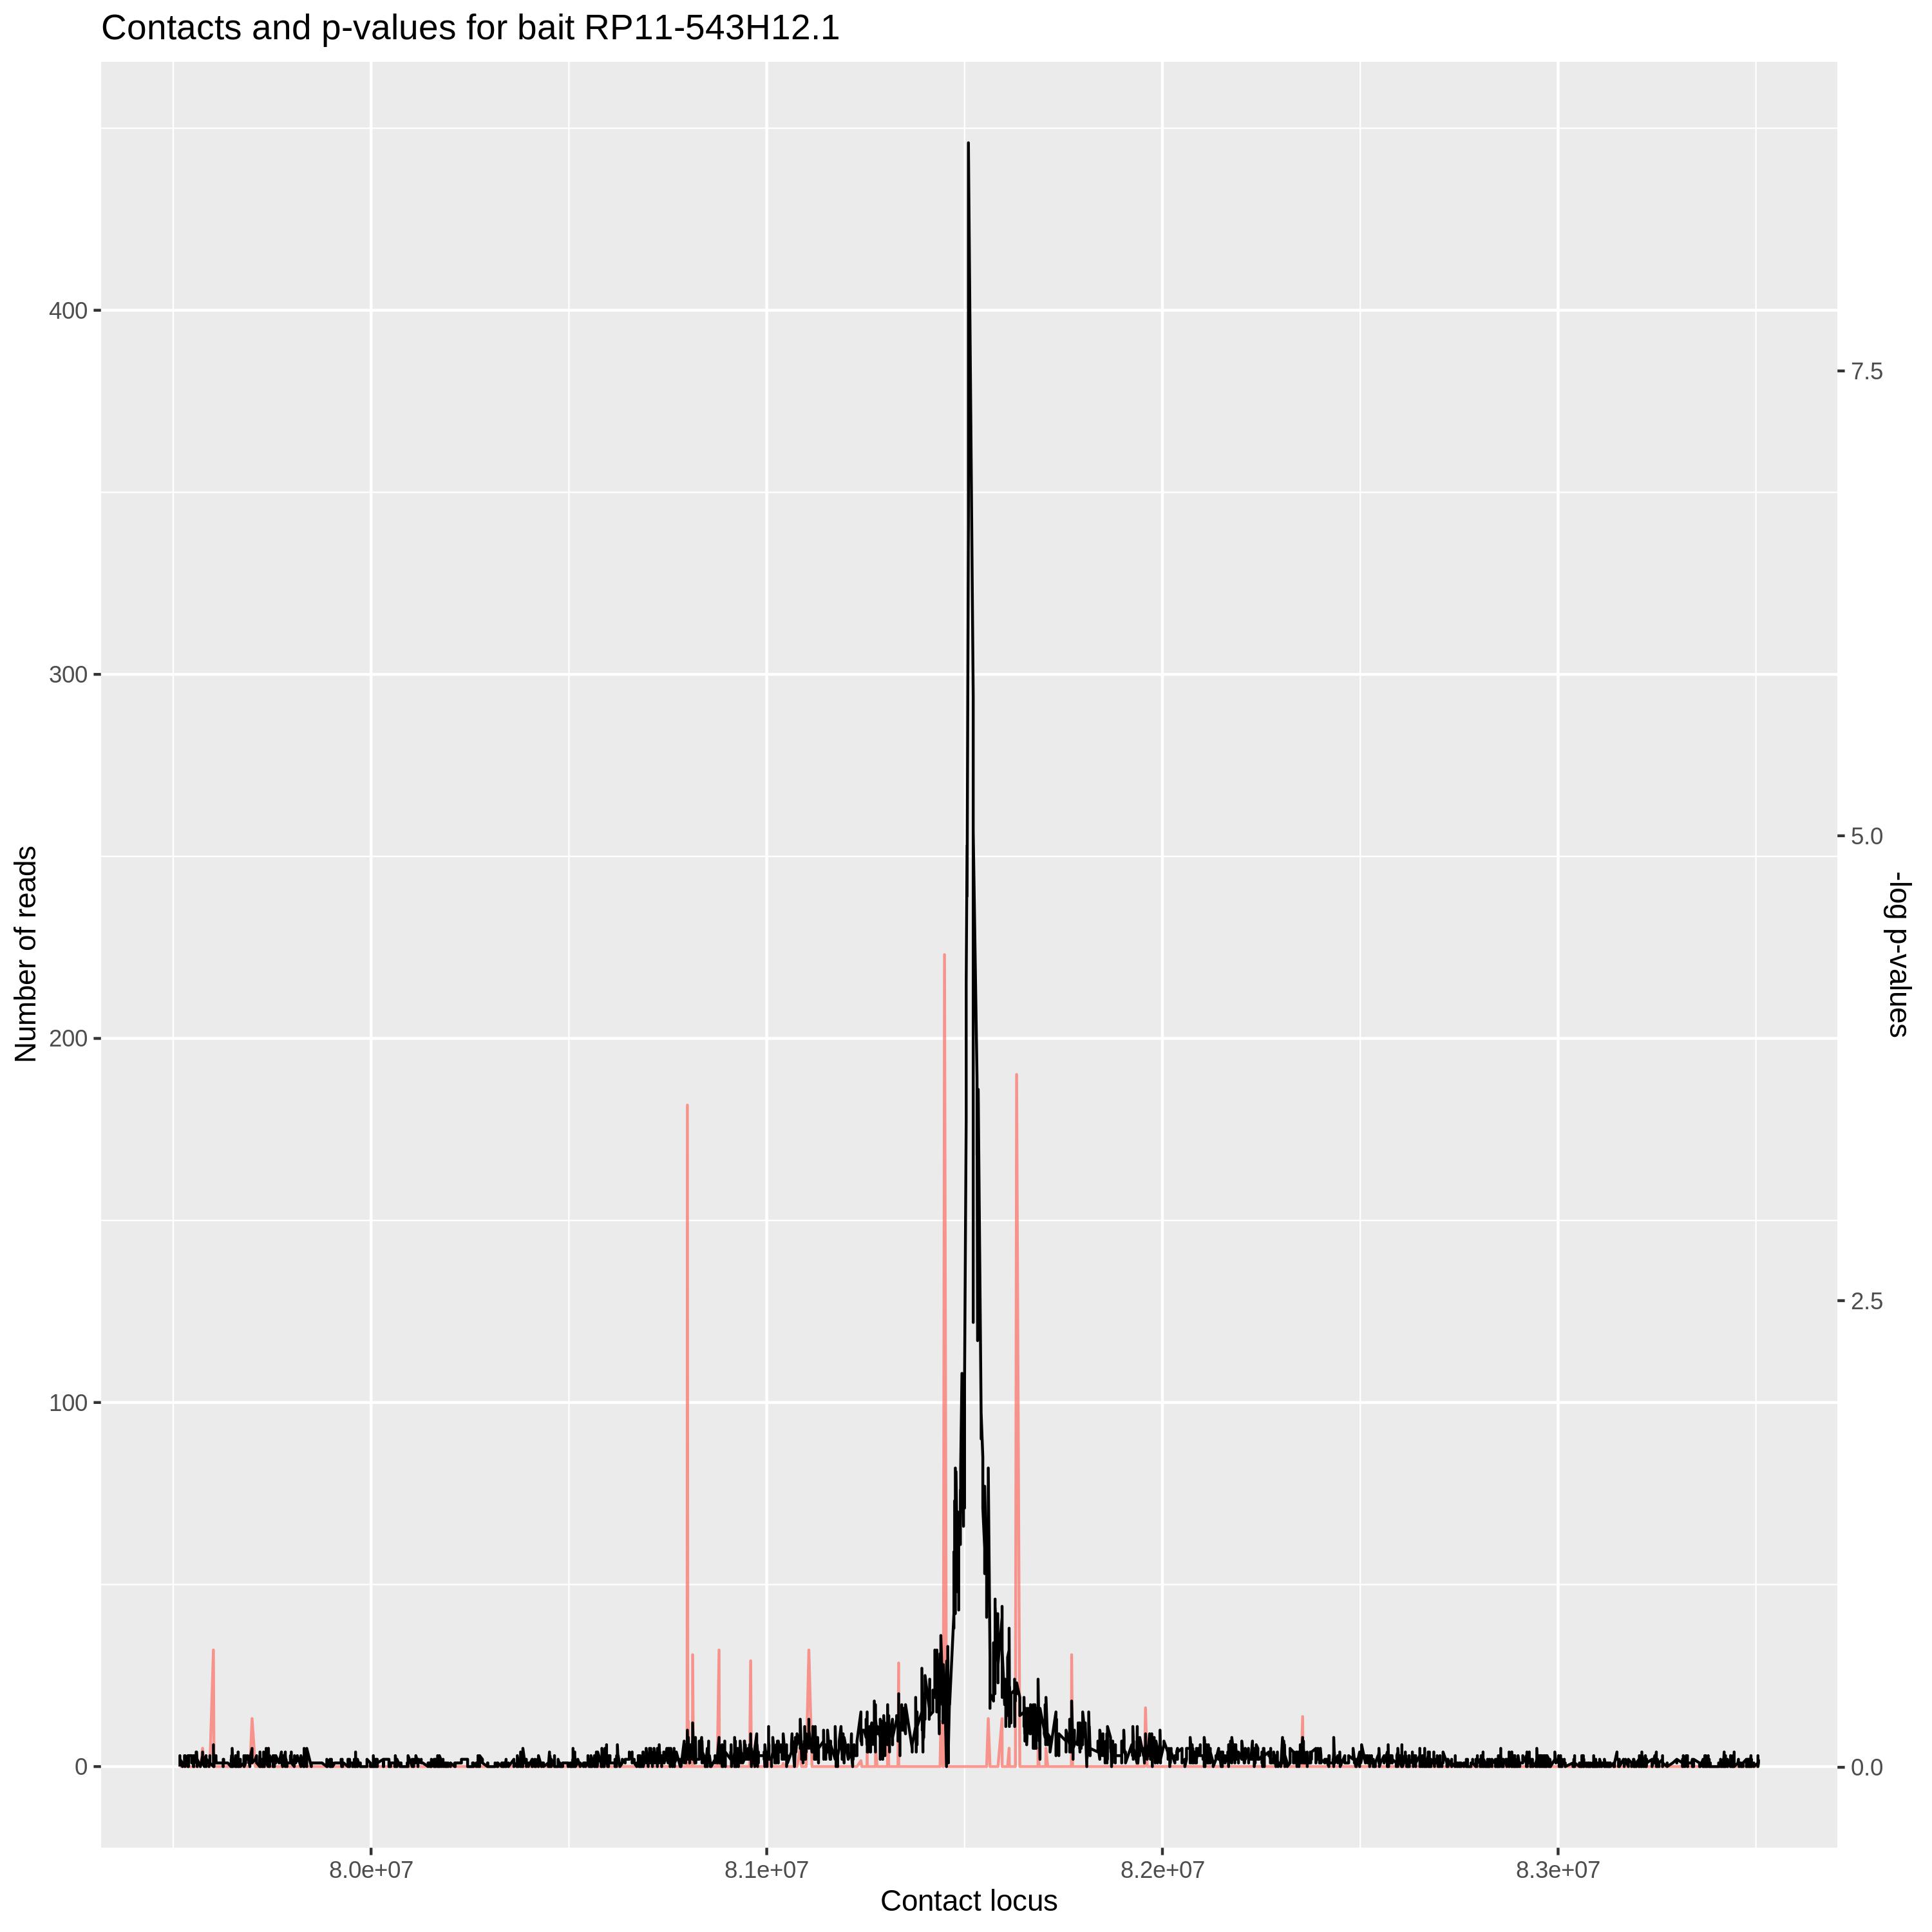 Contacts and p-values for bait RP11-543H12.1
400
300
200
100
0
Number of reads
7.5
5.0
2.5
0.0
-log p-values
8.0e+07
8.1e+07
8.2e+07
8.3e+07
Contact locus